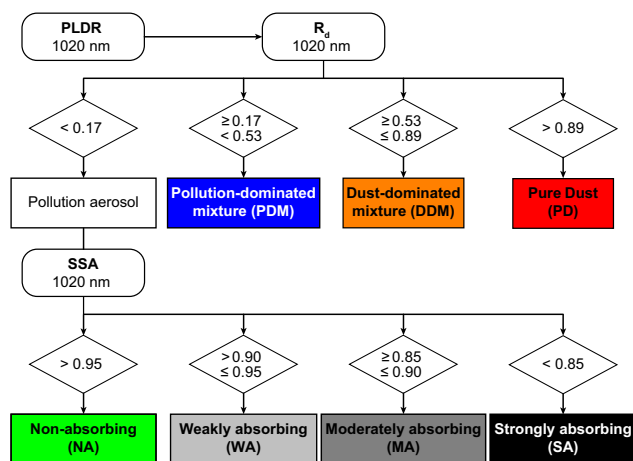 PLDR
1020 nm
R_d
1020 nm
< 0.17
≥ 0.17
< 0.53
≥ 0.53
≤ 0.89
> 0.89
Pollution aerosol
Pollution-dominated
mixture (PDM)
Dust-dominated
mixture (DDM)
Pure Dust
(PD)
SSA
1020 nm
> 0.95
> 0.90
≤ 0.95
≥ 0.85
≤ 0.90
< 0.85
Non-absorbing
(NA)
Weakly absorbing
(WA)
Moderately absorbing
(MA)
Strongly absorbing
(SA)